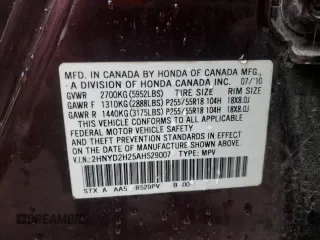 MFD. IN CANADA BY HONDA OF CANADA MFG.,
A DIVISION OF HONDA CANADA INC. 07/'10
GVWR 2700KG(5952LBS) TIRE SIZE RIM SIZE
GAWR F 1310KG(2888LBS) P255/55R18 104H 18X8.0J
GAWR R 1440KG(3175LBS) P255/55R18 104H 18X8.0J
THIS VEHICLE CONFORMS TO ALL APPLICABLE
FEDERAL MOTOR VEHICLE SAFETY, BUMPER,
AND THEFT PREVENTION STANDARDS IN EFFECT
ON THE DATE OF MANUFACTURE SHOWN ABOVE.
V.I.N.:2HNYD2H25AH529007 TYPE: MPV
STX A AA5 R529PV B-00